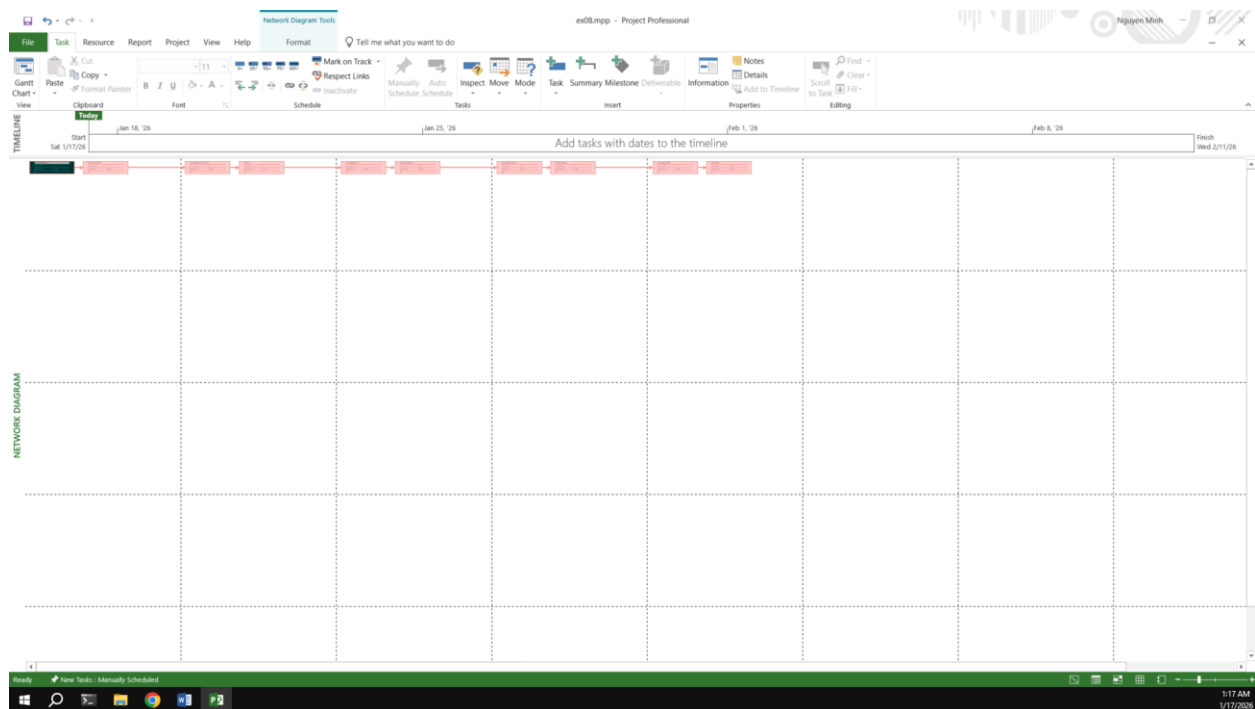 Network Diagram Tools
ex08.mpp - Project Professional
Nguyen Minh
File Task Resource Report Project View Help Format Tell me what you want to do
Gantt Chart
View
Paste
Cut
Copy
Format Painter
Clipboard
11
B I U A
Font
Mark on Track
Respect Links
Inactivate
Schedule
Manually Schedule
Auto Schedule
Inspect
Move
Mode
Tasks
Task
Summary
Milestone
Deliverable
Insert
Information
Notes
Details
Add to Timeline
Properties
Scroll to Task
Find
Clear
Fill
Editing
TIMELINE
Today
Start
Sat 1/17/26
Jan 18, '26
Jan 25, '26
Feb 1, '26
Feb 8, '26
Add tasks with dates to the timeline
Finish
Wed 2/11/26
NETWORK DIAGRAM
Ready New Tasks : Manually Scheduled
1:17 AM
1/17/2026